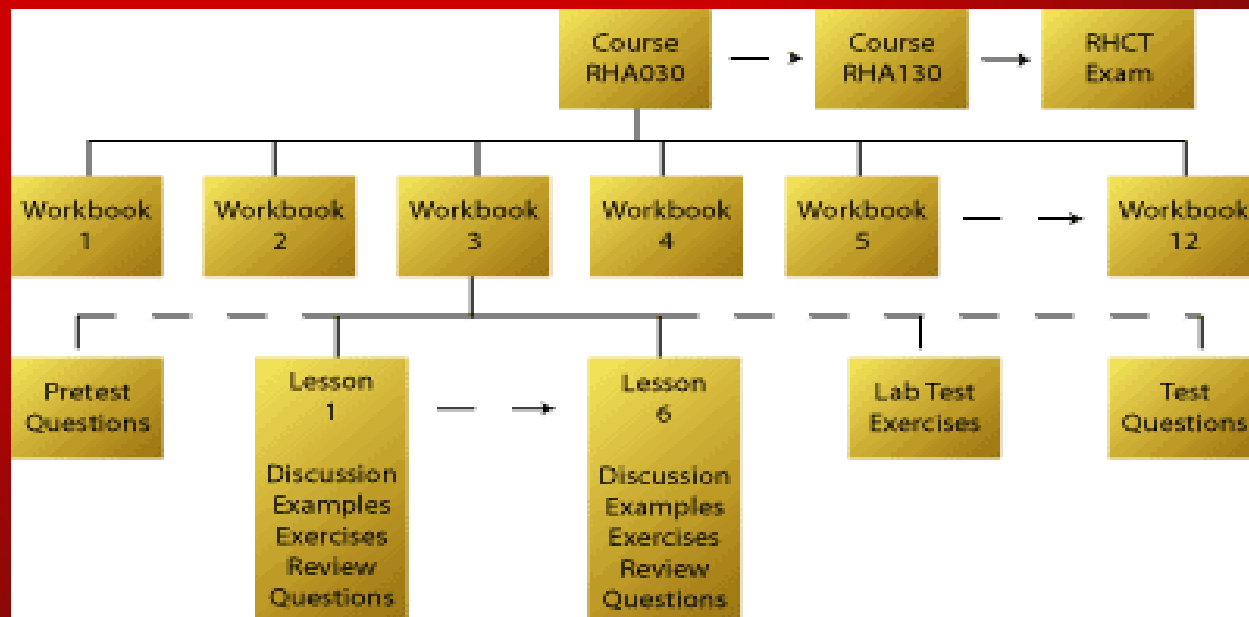 Course
RHA030
Course
RHA130
RHCT
Exam
Workbook
1
Workbook
2
Workbook
3
Workbook
4
Workbook
5
Workbook
12
Pretest
Questions
Lesson
1
Discussion
Examples
Exercises
Review
Questions
Lesson
6
Discussion
Examples
Exercises
Review
Questions
Lab Test
Exercises
Test
Questions